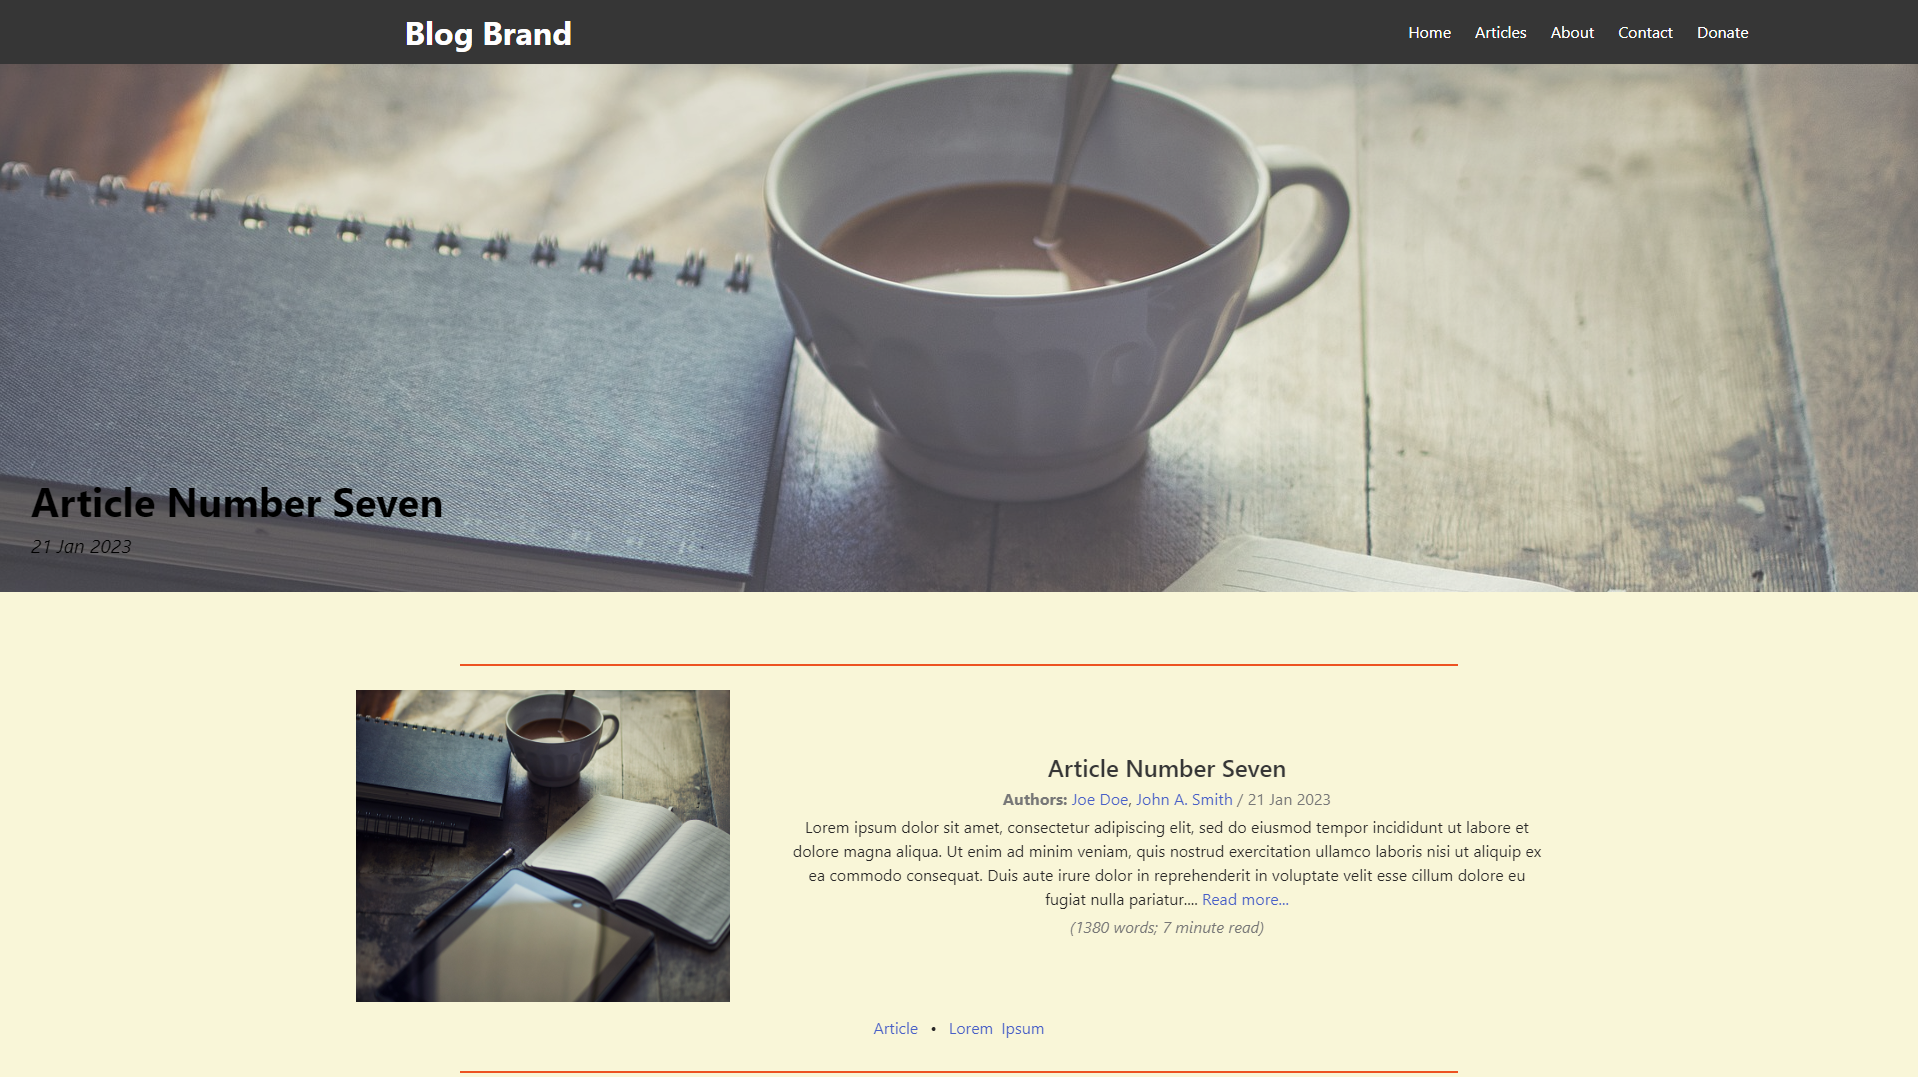 Blog Brand
Home Articles About Contact Donate
Article Number Seven
21 Jan 2023
Article Number Seven
Authors: Joe Doe, John A. Smith / 21 Jan 2023
Lorem ipsum dolor sit amet, consectetur adipiscing elit, sed do eiusmod tempor incididunt ut labore et
dolore magna aliqua. Ut enim ad minim veniam, quis nostrud exercitation ullamco laboris nisi ut aliquip ex
ea commodo consequat. Duis aute irure dolor in reprehenderit in voluptate velit esse cillum dolore eu
fugiat nulla pariatur.... Read more...
(1380 words; 7 minute read)
Article • Lorem Ipsum